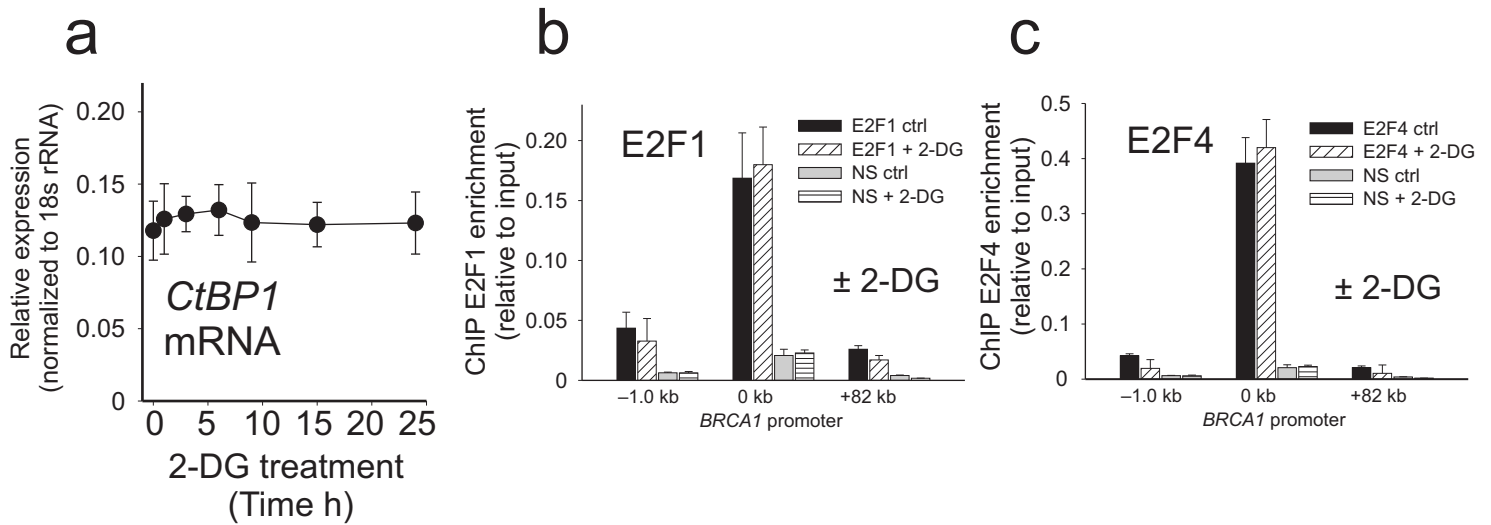 a
Relative expression
(normalized to 18s rRNA)
0.20
0.15
0.10
0.05
0
CtBP1
mRNA
0 5 10 15 20 25
2-DG treatment
(Time h)
b
ChIP E2F1 enrichment
(relative to input)
0.20
0.15
0.10
0.05
0
E2F1
E2F1 ctrl
E2F1 + 2-DG
NS ctrl
NS + 2-DG
± 2-DG
–1.0 kb 0 kb +82 kb
BRCA1 promoter
c
ChIP E2F4 enrichment
(relative to input)
0.5
0.4
0.3
0.2
0.1
0
E2F4
E2F4 ctrl
E2F4 + 2-DG
NS ctrl
NS + 2-DG
± 2-DG
–1.0 kb 0 kb +82 kb
BRCA1 promoter